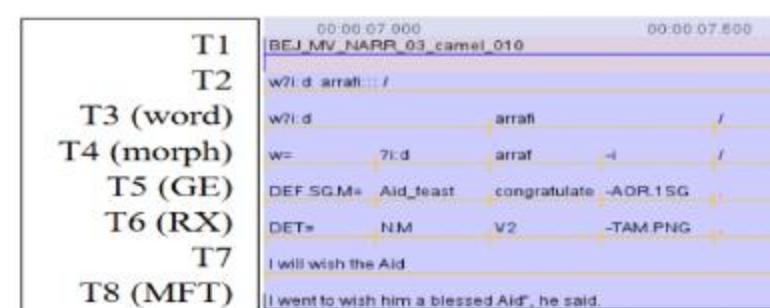 00:00:07.000 00:00:07.500
T1 BEJ_MV_NARR_03_camel_010
T2 w?i:d arrafi::: /
T3 (word) w?i:d arrafi /
T4 (morph) w= ?i:d arraf -i /
T5 (GE) DEF.SG.M= Aid_feast congratulate -AOR.1SG .
T6 (RX) DET= N.M V2 -TAM.PNG .
T7 I will wish the Aid
T8 (MFT) I went to wish him a blessed Aid", he said.